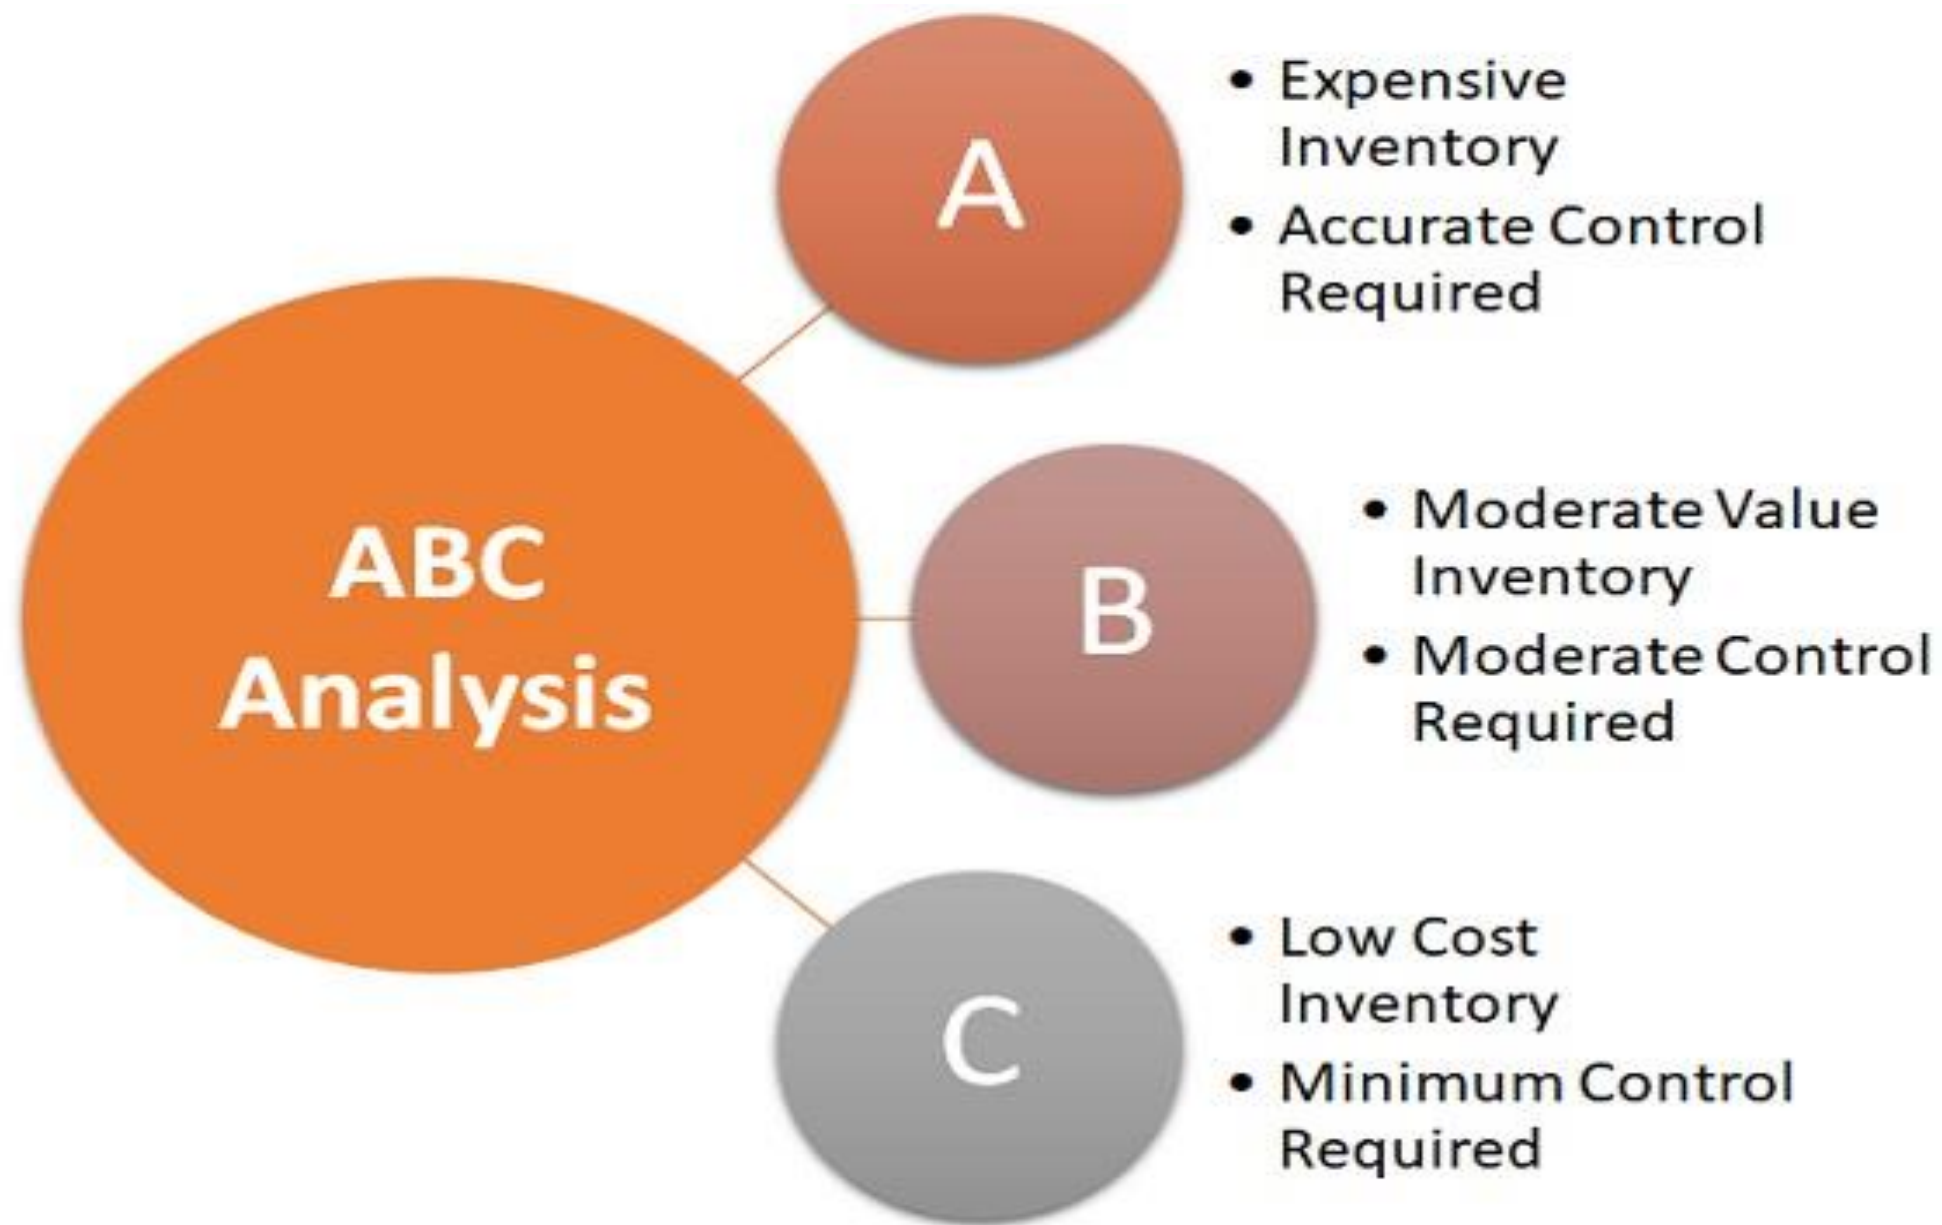 ABC
Analysis
A
• Expensive
Inventory
• Accurate Control
Required
B
• Moderate Value
Inventory
• Moderate Control
Required
C
• Low Cost
Inventory
• Minimum Control
Required